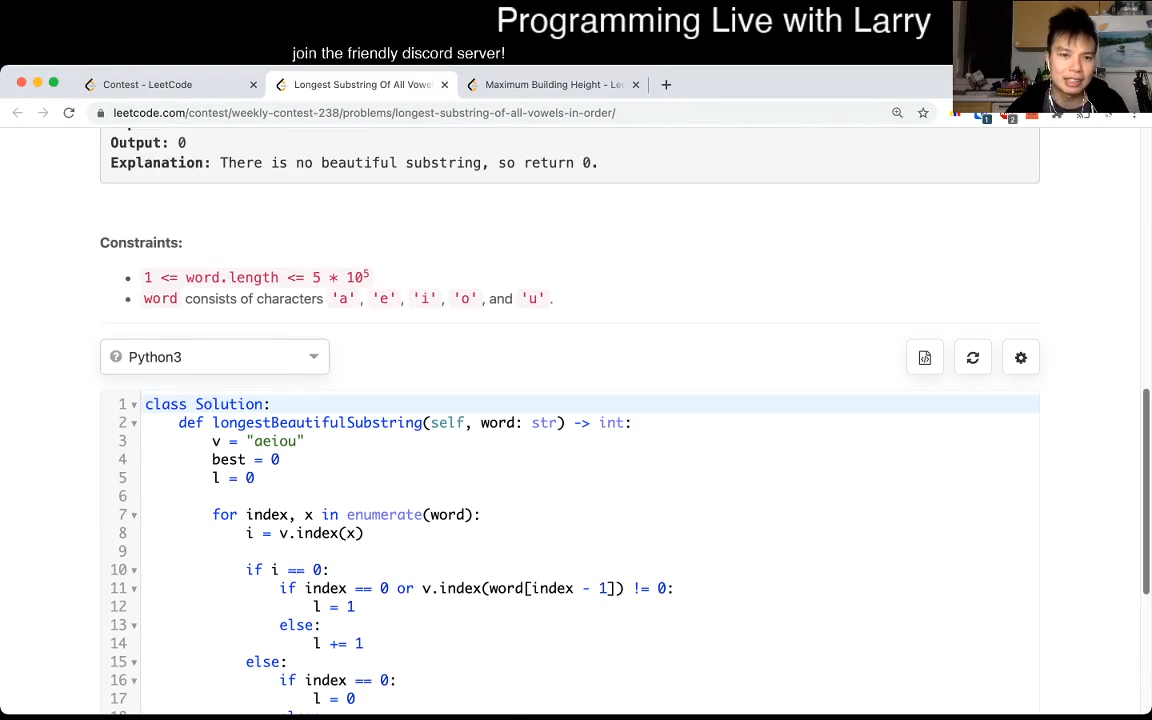 Programming Live with Larry
join the friendly discord server!
Contest - LeetCode
Longest Substring Of All Vowe
Maximum Building Height - Lee
leetcode.com/contest/weekly-contest-238/problems/longest-substring-of-all-vowels-in-order/
Output: 0
Explanation: There is no beautiful substring, so return 0.
Constraints:
1 <= word.length <= 5 * 10⁵
word consists of characters 'a', 'e', 'i', 'o', and 'u'.
Python3
1 class Solution:
2 def longestBeautifulSubstring(self, word: str) -> int:
3 v = "aeiou"
4 best = 0
5 l = 0
6
7 for index, x in enumerate(word):
8 i = v.index(x)
9
10 if i == 0:
11 if index == 0 or v.index(word[index - 1]) != 0:
12 l = 1
13 else:
14 l += 1
15 else:
16 if index == 0:
17 l = 0